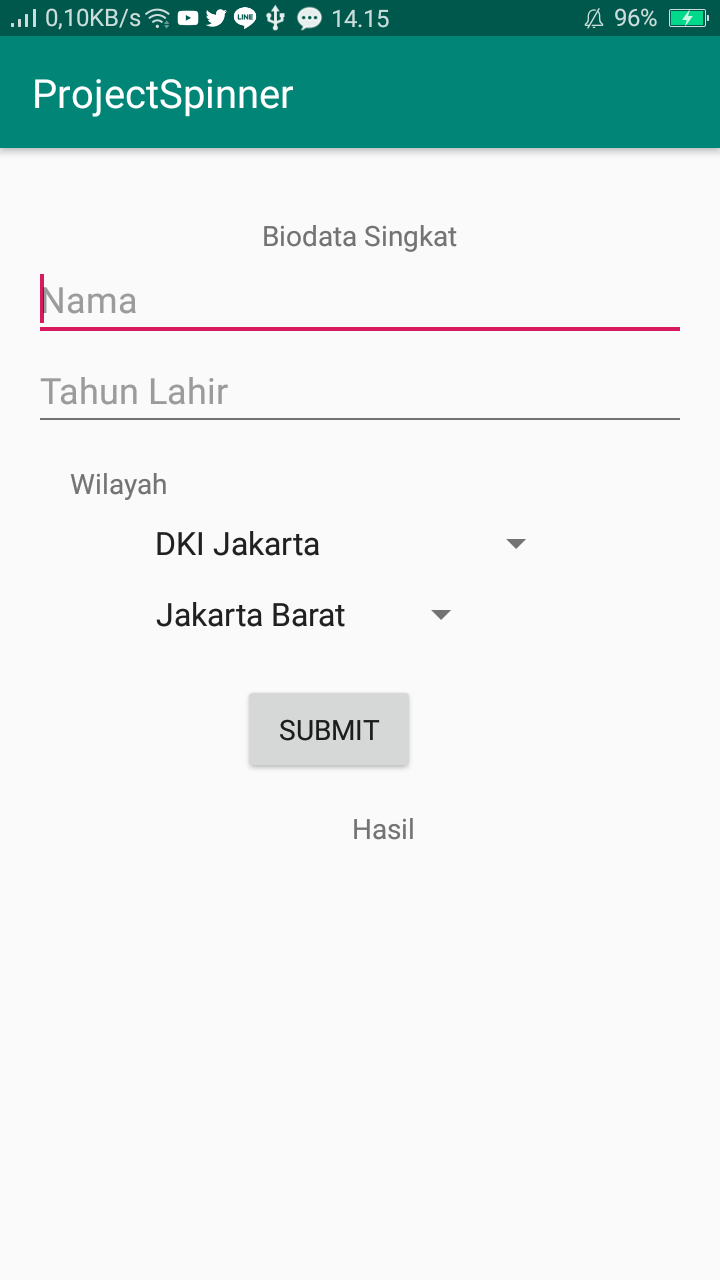 0,10KB/s LINE 14.15 96%
ProjectSpinner
Biodata Singkat
Nama
Tahun Lahir
Wilayah
DKI Jakarta
Jakarta Barat
SUBMIT
Hasil